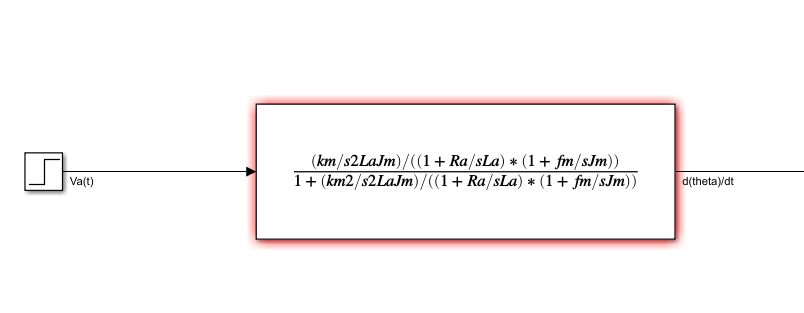 (km/s2LaJm)/((1 + Ra/sLa) ∗ (1 + fm/sJm))
1 + (km2/s2LaJm)/((1 + Ra/sLa) ∗ (1 + fm/sJm))
Va(t)
d(theta)/dt